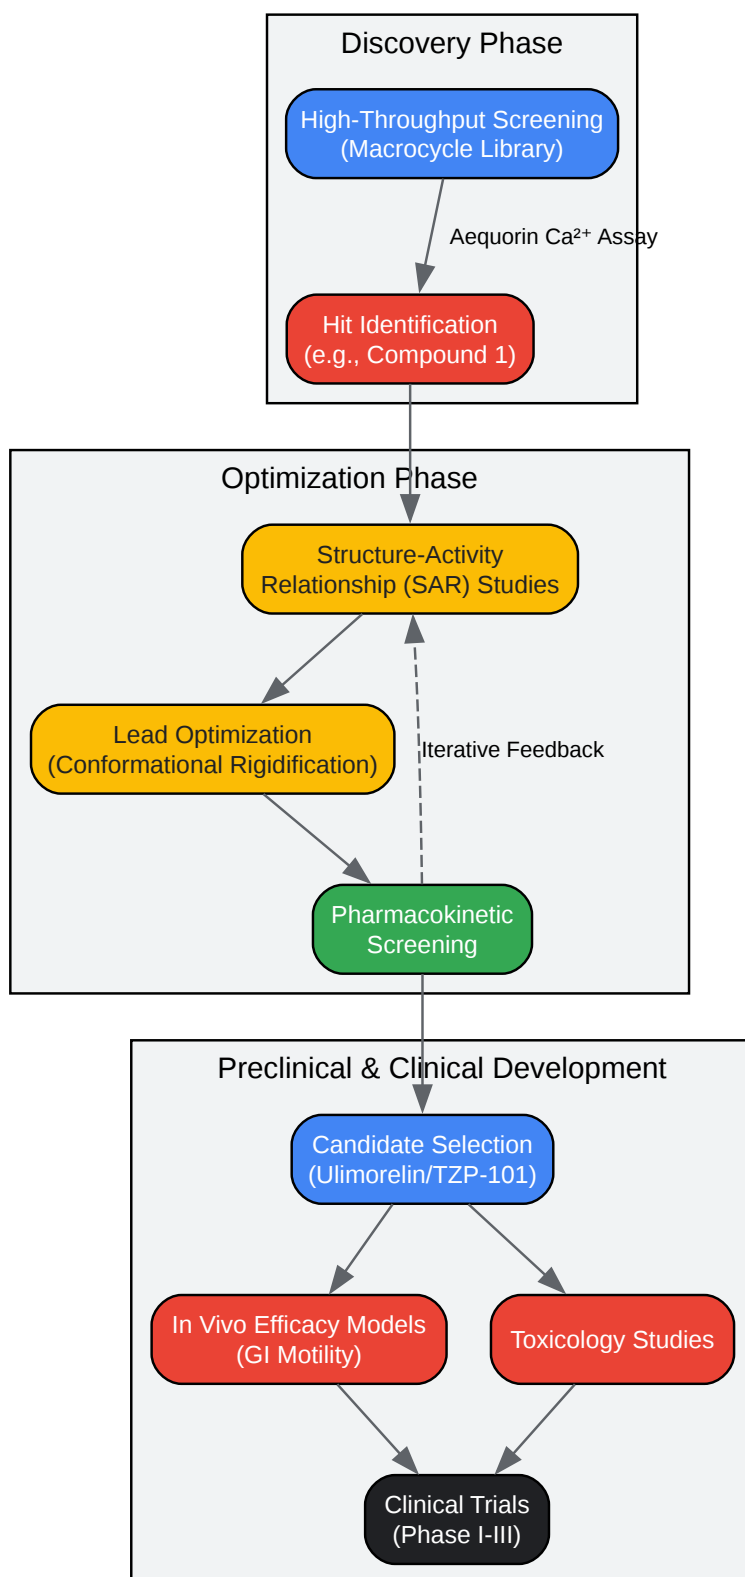 Discovery Phase
High-Throughput Screening
(Macrocycle Library)
Aequorin Ca²⁺ Assay
Hit Identification
(e.g., Compound 1)
Optimization Phase
Structure-Activity
Relationship (SAR) Studies
Lead Optimization
(Conformational Rigidification)
Iterative Feedback
Pharmacokinetic
Screening
Preclinical & Clinical Development
Candidate Selection
(Ulimorelin/TZP-101)
In Vivo Efficacy Models
(GI Motility)
Toxicology Studies
Clinical Trials
(Phase I-III)